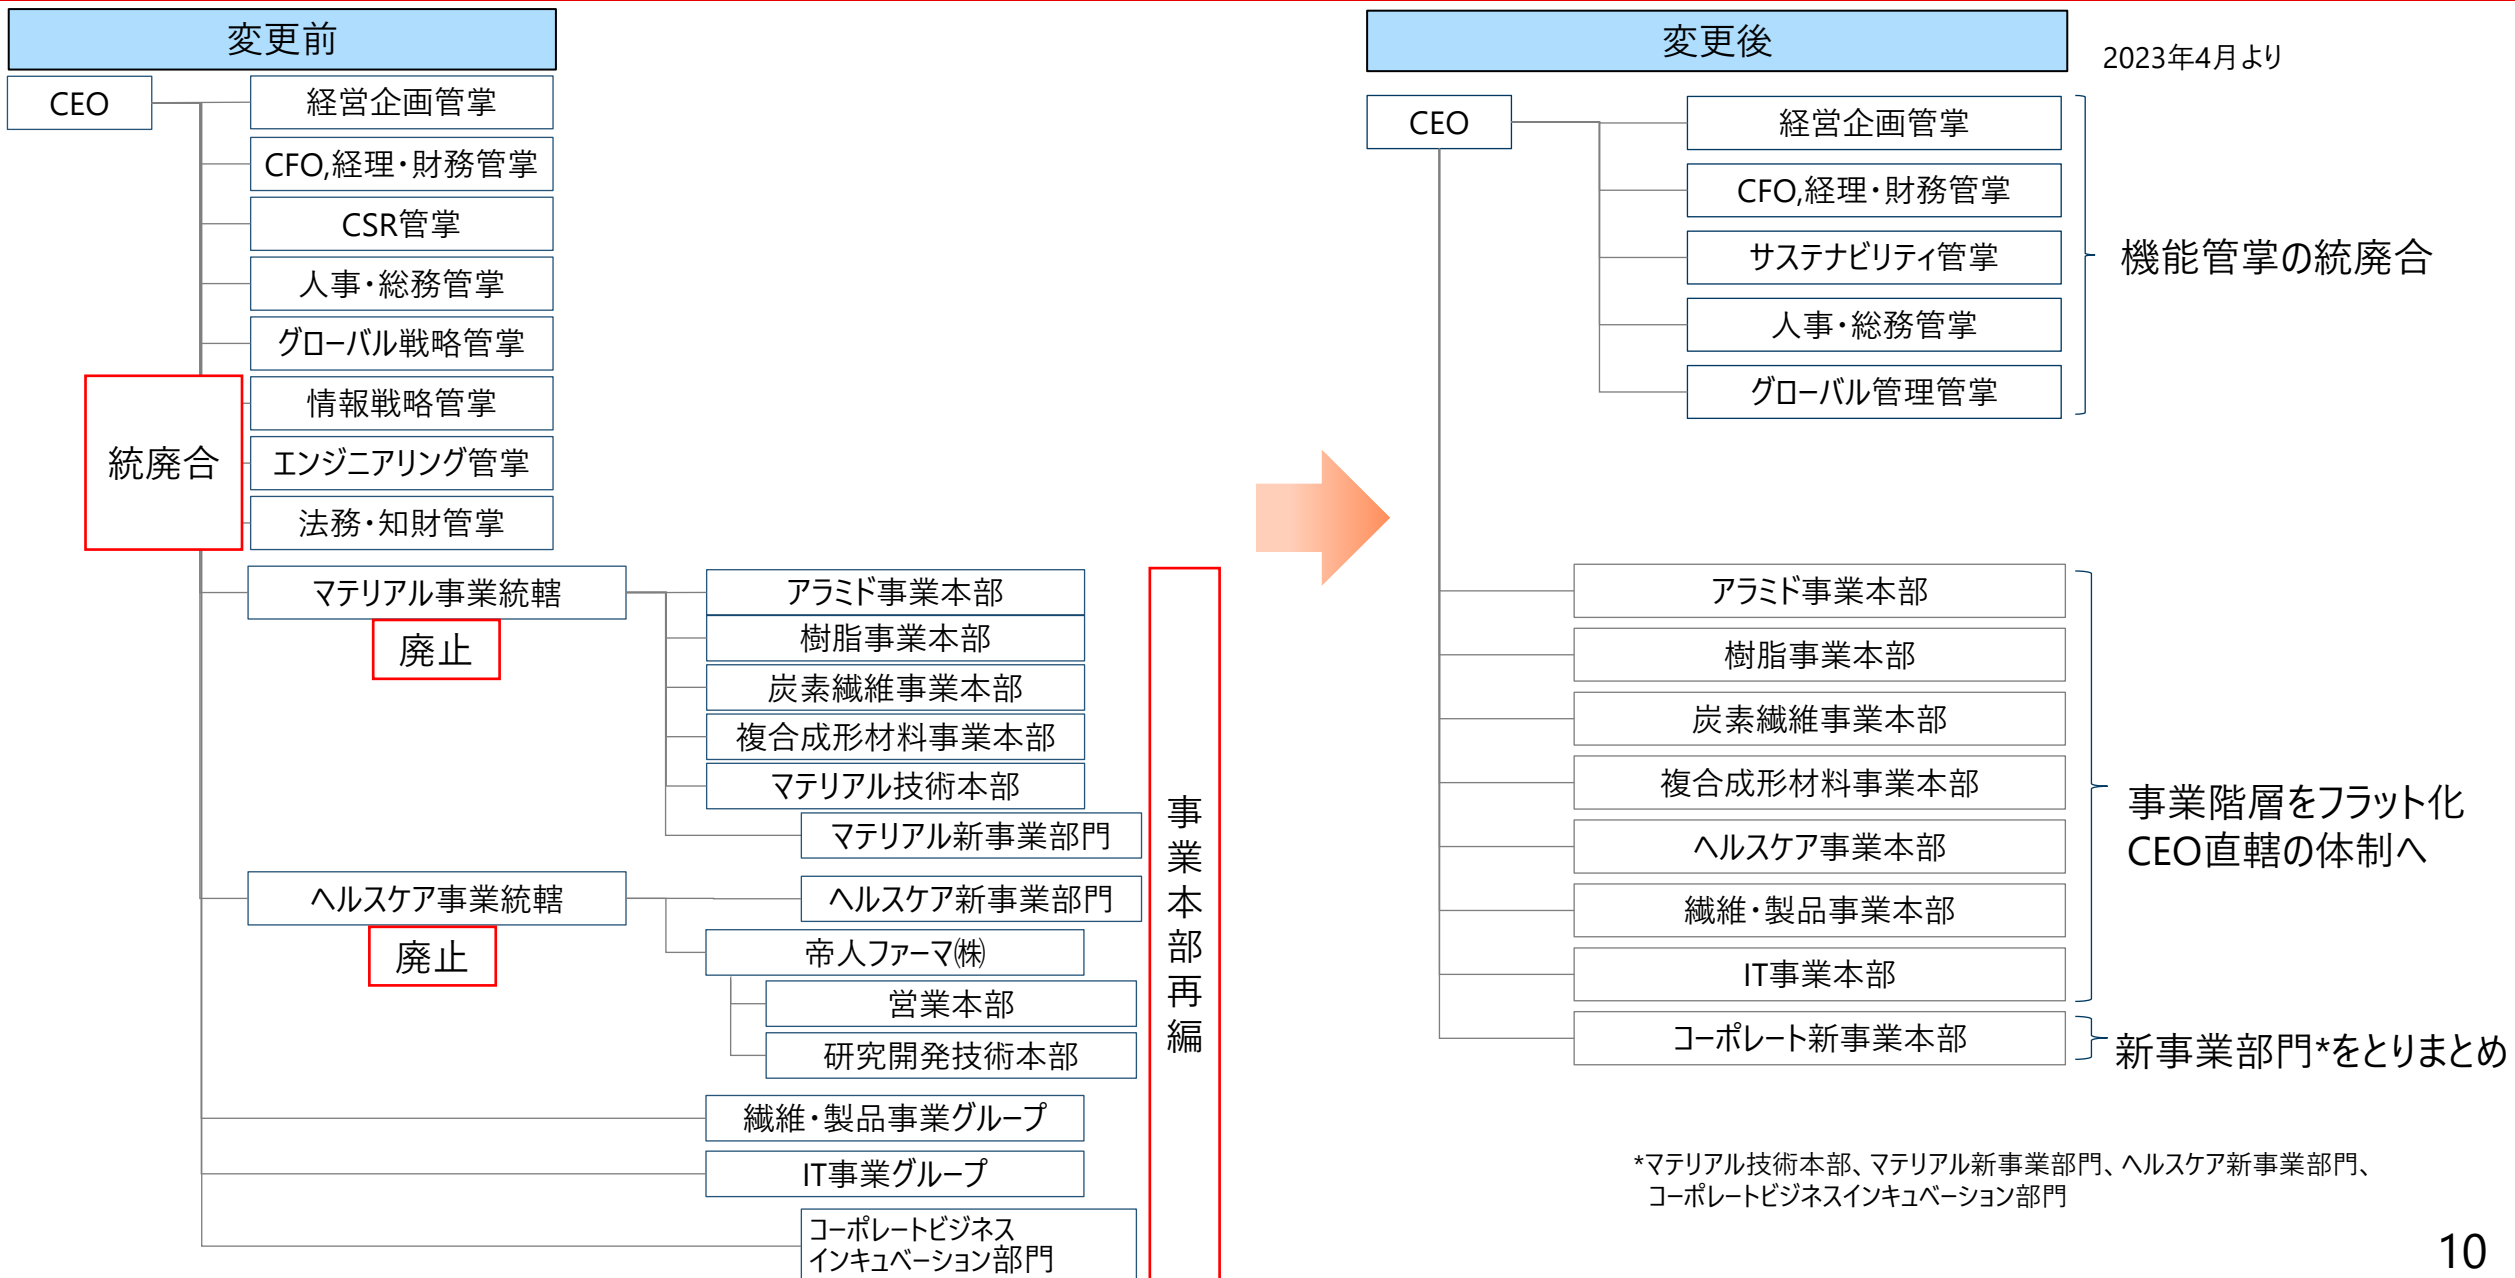 変更前
CEO
経営企画管掌
CFO,経理・財務管掌
CSR管掌
人事・総務管掌
グローバル戦略管掌
情報戦略管掌
エンジニアリング管掌
法務・知財管掌
統廃合
マテリアル事業統轄
廃止
アラミド事業本部
樹脂事業本部
炭素繊維事業本部
複合成形材料事業本部
マテリアル技術本部
マテリアル新事業部門
ヘルスケア事業統轄
廃止
ヘルスケア新事業部門
帝人ファーマ㈱
営業本部
研究開発技術本部
繊維・製品事業グループ
IT事業グループ
コーポレートビジネス
インキュベーション部門
事業本部再編
変更後
2023年4月より
CEO
経営企画管掌
CFO,経理・財務管掌
サステナビリティ管掌
人事・総務管掌
グローバル管理管掌
機能管掌の統廃合
アラミド事業本部
樹脂事業本部
炭素繊維事業本部
複合成形材料事業本部
ヘルスケア事業本部
繊維・製品事業本部
IT事業本部
事業階層をフラット化
CEO直轄の体制へ
コーポレート新事業本部
新事業部門*をとりまとめ
*マテリアル技術本部、マテリアル新事業部門、ヘルスケア新事業部門、
コーポレートビジネスインキュベーション部門
10